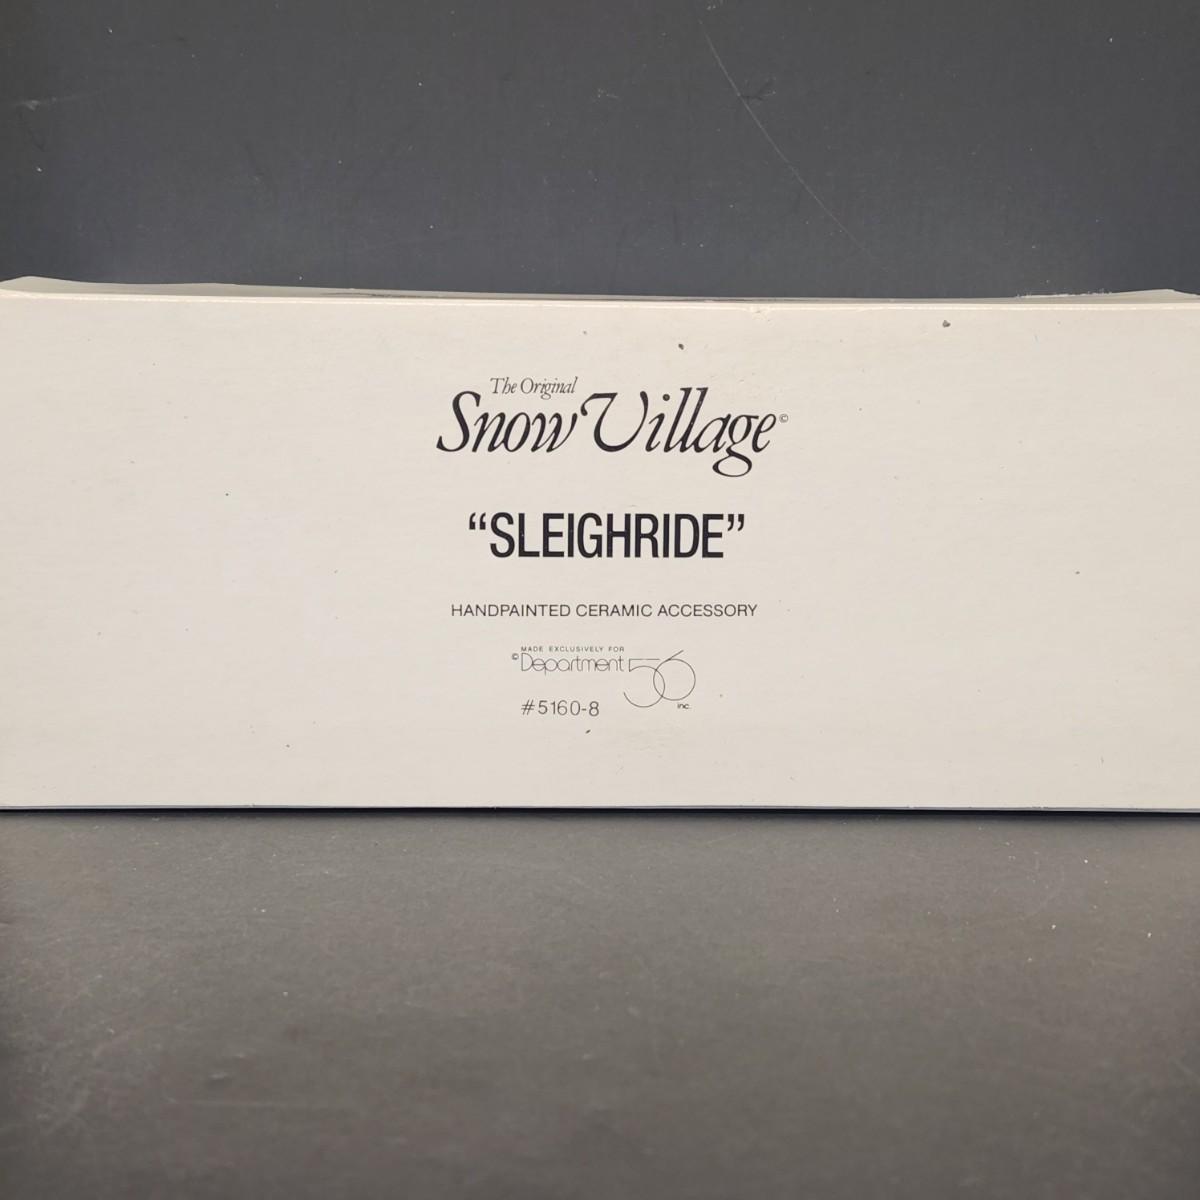 The Original
Snow Village©
“SLEIGHRIDE”
HANDPAINTED CERAMIC ACCESSORY
MADE EXCLUSIVELY FOR
©Department 56
inc.
#5160-8